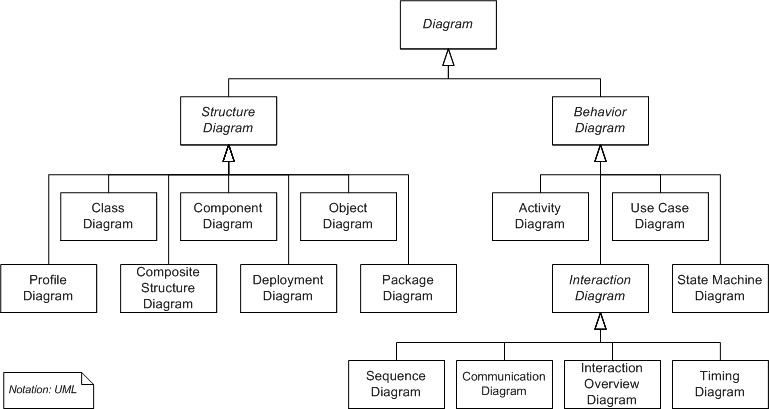 Diagram
Structure
Diagram
Behavior
Diagram
Class
Diagram
Component
Diagram
Object
Diagram
Activity
Diagram
Use Case
Diagram
Profile
Diagram
Composite
Structure
Diagram
Deployment
Diagram
Package
Diagram
Interaction
Diagram
State Machine
Diagram
Sequence
Diagram
Communication
Diagram
Interaction
Overview
Diagram
Timing
Diagram
Notation: UML